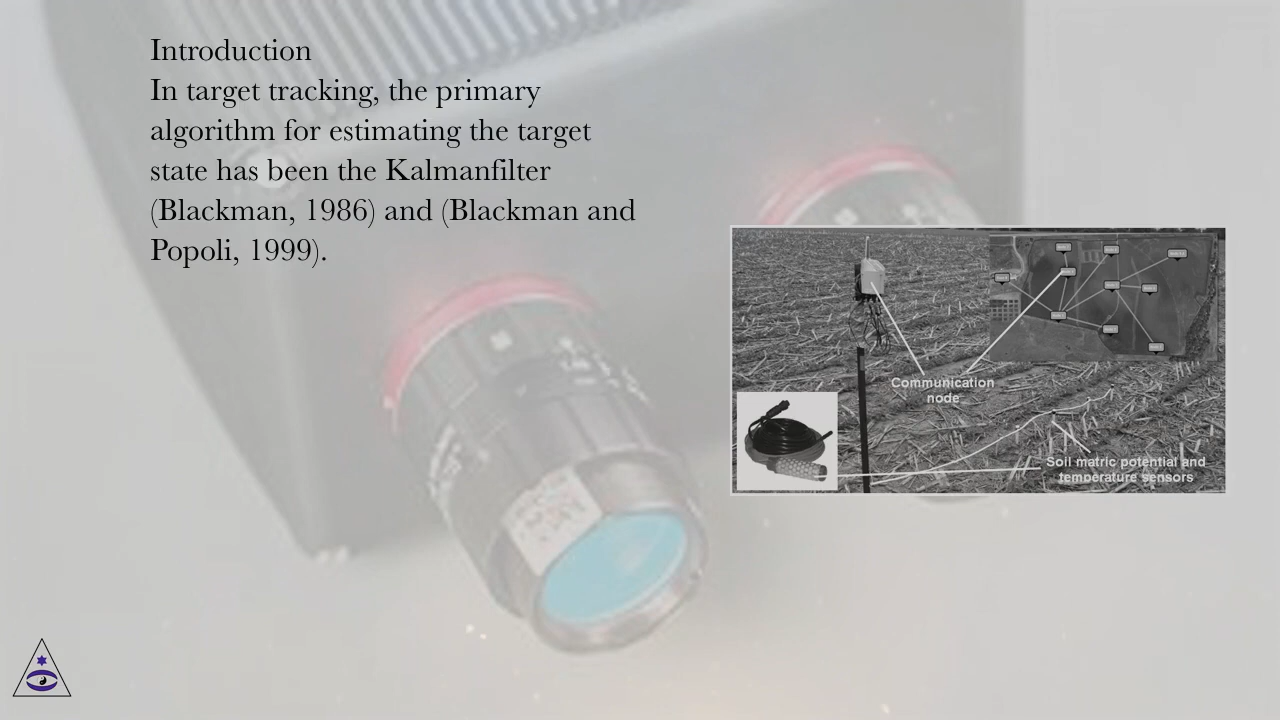 Introduction
In target tracking, the primary
algorithm for estimating the target
state has been the Kalmanfilter
(Blackman, 1986) and (Blackman and
Popoli, 1999).
Communication
node
Soil matric potential and
temperature sensors